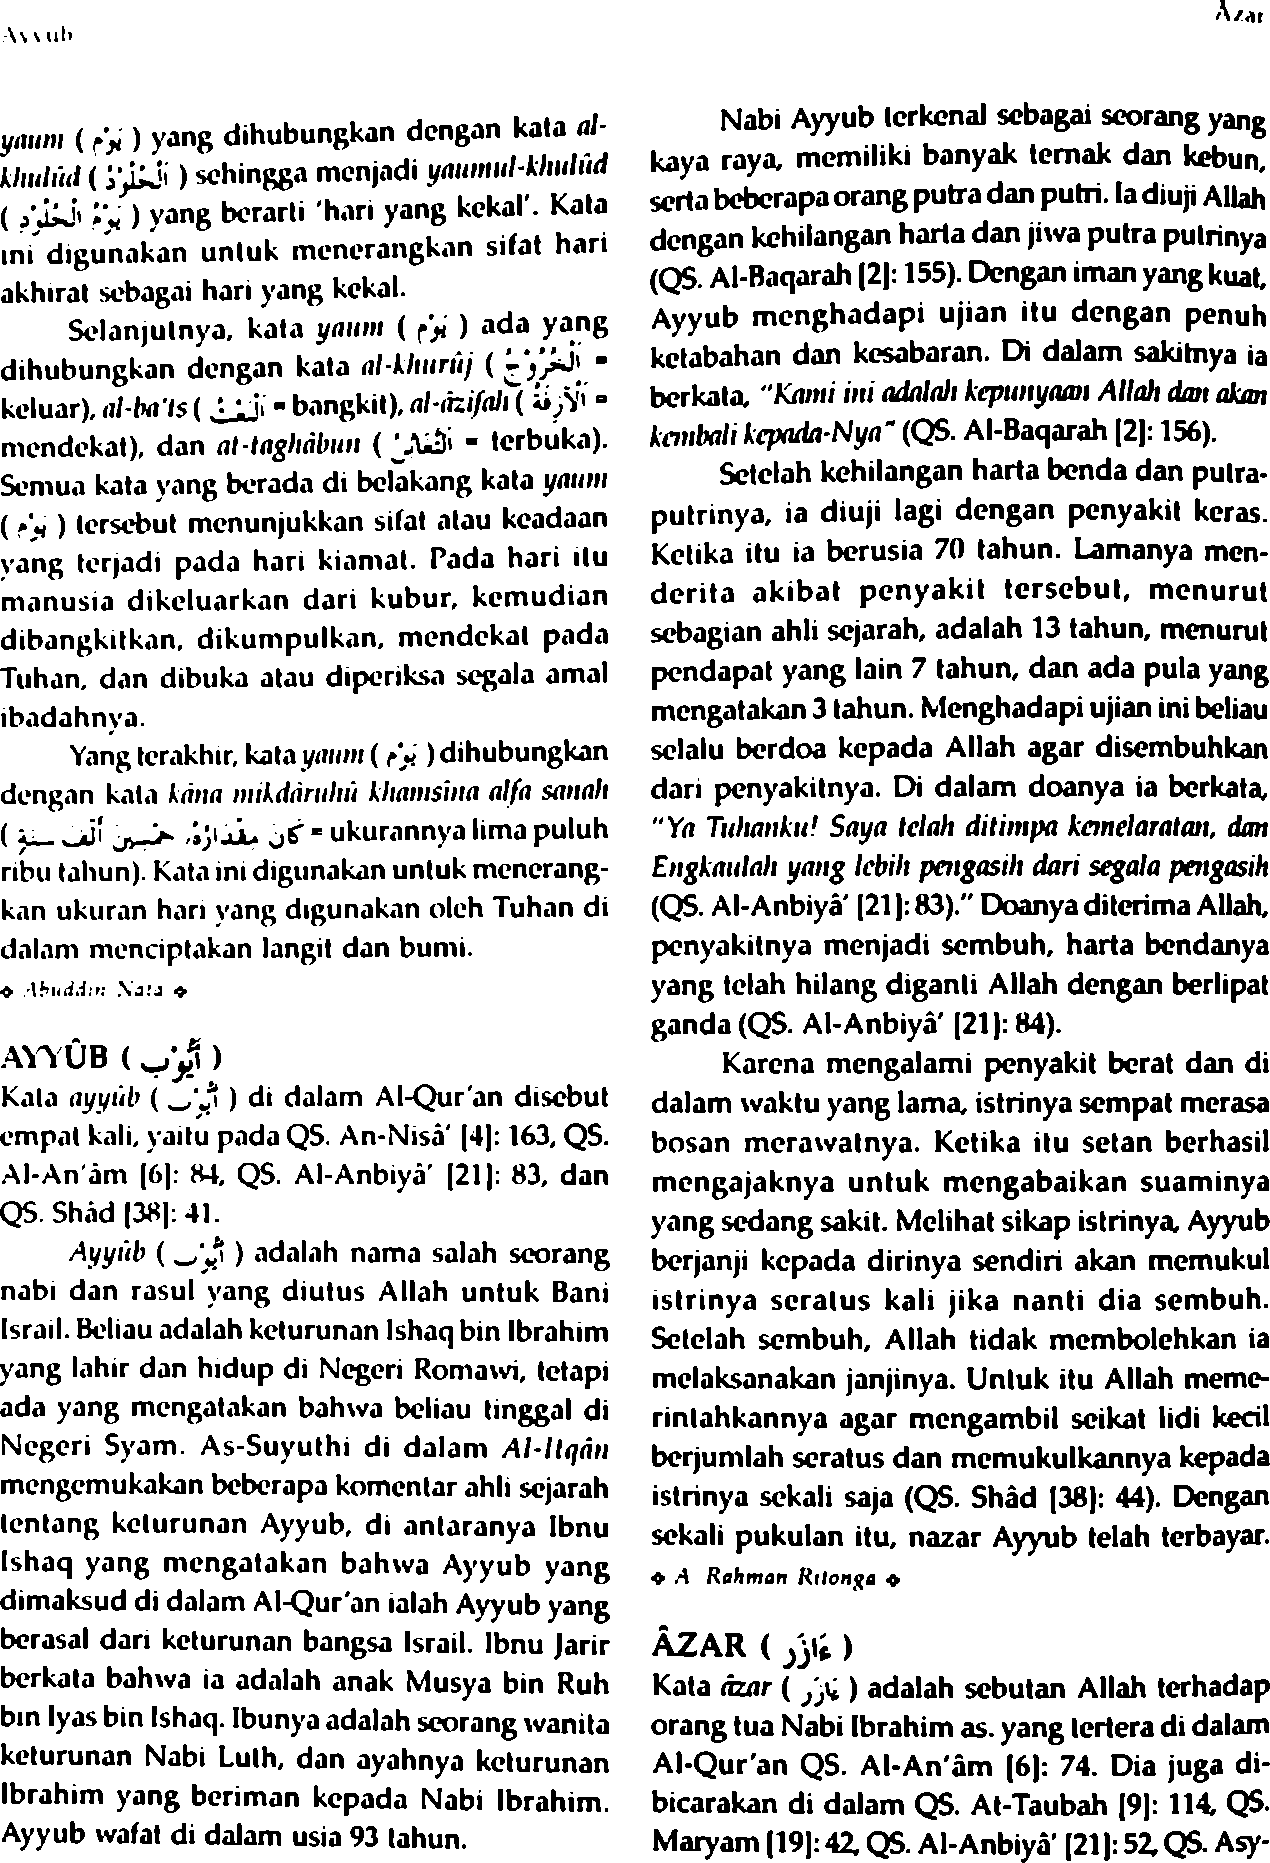 Ayyub
Âzar
yaum ( يَوْم ) yang dihubungkan dengan kata al-
khulûd ( اَلْخُلُوْدُ ) sehingga menjadi yaumul-khulûd
( يَوْمُ الْخُلُوْدِ ) yang berarti 'hari yang kekal'. Kata
ini digunakan untuk menerangkan sifat hari
akhirat sebagai hari yang kekal.
Selanjutnya, kata yaum ( يَوْم ) ada yang
dihubungkan dengan kata al-khurûj ( اَلْخُرُوْج =
keluar), al-ba'ts ( اَلْبَعْث = bangkit), al-âzifah ( اَلْآزِفَة =
mendekat), dan at-taghâbun ( اَلتَّغَابُن = terbuka).
Semua kata yang berada di belakang kata yaum
( يَوْم ) tersebut menunjukkan sifat atau keadaan
yang terjadi pada hari kiamat. Pada hari itu
manusia dikeluarkan dari kubur, kemudian
dibangkitkan, dikumpulkan, mendekat pada
Tuhan, dan dibuka atau diperiksa segala amal
ibadahnya.
Yang terakhir, kata yaum ( يَوْم ) dihubungkan
dengan kata kâna mikdâruhû khamsîna alfa sanah
( كَانَ مِقْدَارُهُ خَمْسِيْنَ أَلْفَ سَنَةٍ = ukurannya lima puluh
ribu tahun). Kata ini digunakan untuk menerang-
kan ukuran hari yang digunakan oleh Tuhan di
dalam menciptakan langit dan bumi.
❖ Abuddin Nata ❖
AYYÛB ( أَيُّوْب )
Kata ayyûb ( أَيُّوْب ) di dalam Al-Qur'an disebut
empat kali, yaitu pada QS. An-Nisâ' [4]: 163, QS.
Al-An'âm [6]: 84, QS. Al-Anbiyâ' [21]: 83, dan
QS. Shâd [38]: 41.
Ayyûb ( أَيُّوْب ) adalah nama salah seorang
nabi dan rasul yang diutus Allah untuk Bani
Israil. Beliau adalah keturunan Ishaq bin Ibrahim
yang lahir dan hidup di Negeri Romawi, tetapi
ada yang mengatakan bahwa beliau tinggal di
Negeri Syam. As-Suyuthi di dalam Al-Itqân
mengemukakan beberapa komentar ahli sejarah
tentang keturunan Ayyub, di antaranya Ibnu
Ishaq yang mengatakan bahwa Ayyub yang
dimaksud di dalam Al-Qur'an ialah Ayyub yang
berasal dari keturunan bangsa Israil. Ibnu Jarir
berkata bahwa ia adalah anak Musya bin Ruh
bin Iyas bin Ishaq. Ibunya adalah seorang wanita
keturunan Nabi Luth, dan ayahnya keturunan
Ibrahim yang beriman kepada Nabi Ibrahim.
Ayyub wafat di dalam usia 93 tahun.
Nabi Ayyub terkenal sebagai seorang yang
kaya raya, memiliki banyak ternak dan kebun,
serta beberapa orang putra dan putri. Ia diuji Allah
dengan kehilangan harta dan jiwa putra putrinya
(QS. Al-Baqarah [2]: 155). Dengan iman yang kuat,
Ayyub menghadapi ujian itu dengan penuh
ketabahan dan kesabaran. Di dalam sakitnya ia
berkata, "Kami ini adalah kepunyaan Allah dan akan
kembali kepada-Nya" (QS. Al-Baqarah [2]: 156).
Setelah kehilangan harta benda dan putra-
putrinya, ia diuji lagi dengan penyakit keras.
Ketika itu ia berusia 70 tahun. Lamanya men-
derita akibat penyakit tersebut, menurut
sebagian ahli sejarah, adalah 13 tahun, menurut
pendapat yang lain 7 tahun, dan ada pula yang
mengatakan 3 tahun. Menghadapi ujian ini beliau
selalu berdoa kepada Allah agar disembuhkan
dari penyakitnya. Di dalam doanya ia berkata,
"Ya Tuhanku! Saya telah ditimpa kemelaratan, dan
Engkaulah yang lebih pengasih dari segala pengasih
(QS. Al-Anbiyâ' [21]: 83)." Doanya diterima Allah,
penyakitnya menjadi sembuh, harta bendanya
yang telah hilang diganti Allah dengan berlipat
ganda (QS. Al-Anbiyâ' [21]: 84).
Karena mengalami penyakit berat dan di
dalam waktu yang lama, istrinya sempat merasa
bosan merawatnya. Ketika itu setan berhasil
mengajaknya untuk mengabaikan suaminya
yang sedang sakit. Melihat sikap istrinya, Ayyub
berjanji kepada dirinya sendiri akan memukul
istrinya seratus kali jika nanti dia sembuh.
Setelah sembuh, Allah tidak membolehkan ia
melaksanakan janjinya. Untuk itu Allah meme-
rintahkannya agar mengambil seikat lidi kecil
berjumlah seratus dan memukulkannya kepada
istrinya sekali saja (QS. Shâd [38]: 44). Dengan
sekali pukulan itu, nazar Ayyub telah terbayar.
❖ A Rahman Ritonga ❖
ÂZAR ( ءَازَرَ )
Kata âzar ( ءَازَرَ ) adalah sebutan Allah terhadap
orang tua Nabi Ibrahim as. yang tertera di dalam
Al-Qur'an QS. Al-An'âm [6]: 74. Dia juga di-
bicarakan di dalam QS. At-Taubah [9]: 114, QS.
Maryam [19]: 42, QS. Al-Anbiyâ' [21]: 52, QS. Asy-